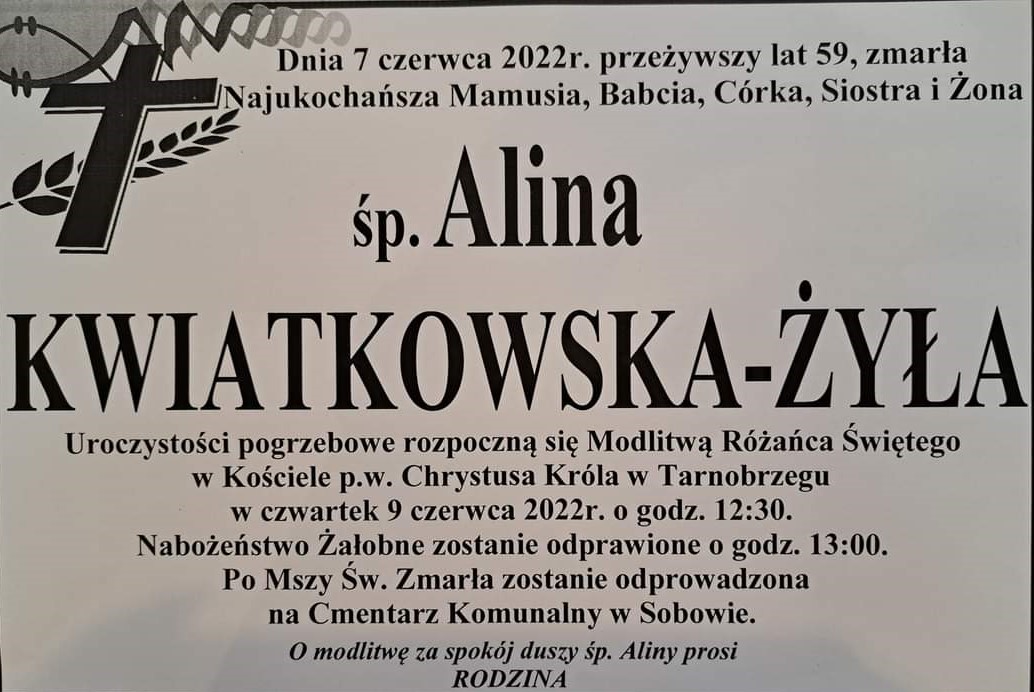 Dnia 7 czerwca 2022r. przeżywszy lat 59, zmarła
Najukochańsza Mamusia, Babcia, Córka, Siostra i Żona
śp. Alina
KWIATKOWSKA-ŻYŁA
Uroczystości pogrzebowe rozpoczną się Modlitwą Różańca Świętego
w Kościele p.w. Chrystusa Króla w Tarnobrzegu
w czwartek 9 czerwca 2022r. o godz. 12:30.
Nabożeństwo Żałobne zostanie odprawione o godz. 13:00.
Po Mszy Św. Zmarła zostanie odprowadzona
na Cmentarz Komunalny w Sobowie.
O modlitwę za spokój duszy śp. Aliny prosi
RODZINA